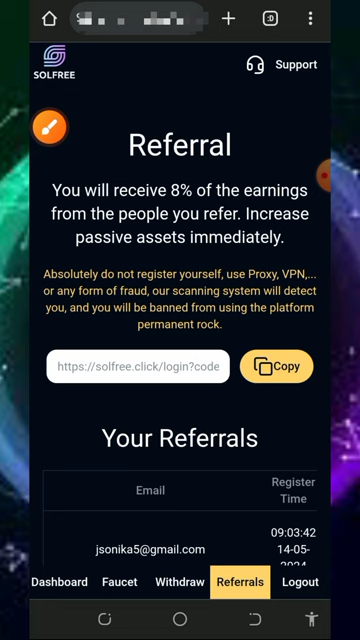 :D
SOLFREE
Support
Referral
You will receive 8% of the earnings
from the people you refer. Increase
passive assets immediately.
Absolutely do not register yourself, use Proxy, VPN,...
or any form of fraud, our scanning system will detect
you, and you will be banned from using the platform
permanent rock.
https://solfree.click/login?code
Copy
Your Referrals
Email
Register
Time
jsonika5@gmail.com
09:03:42
14-05-
2024
Dashboard
Faucet
Withdraw
Referrals
Logout